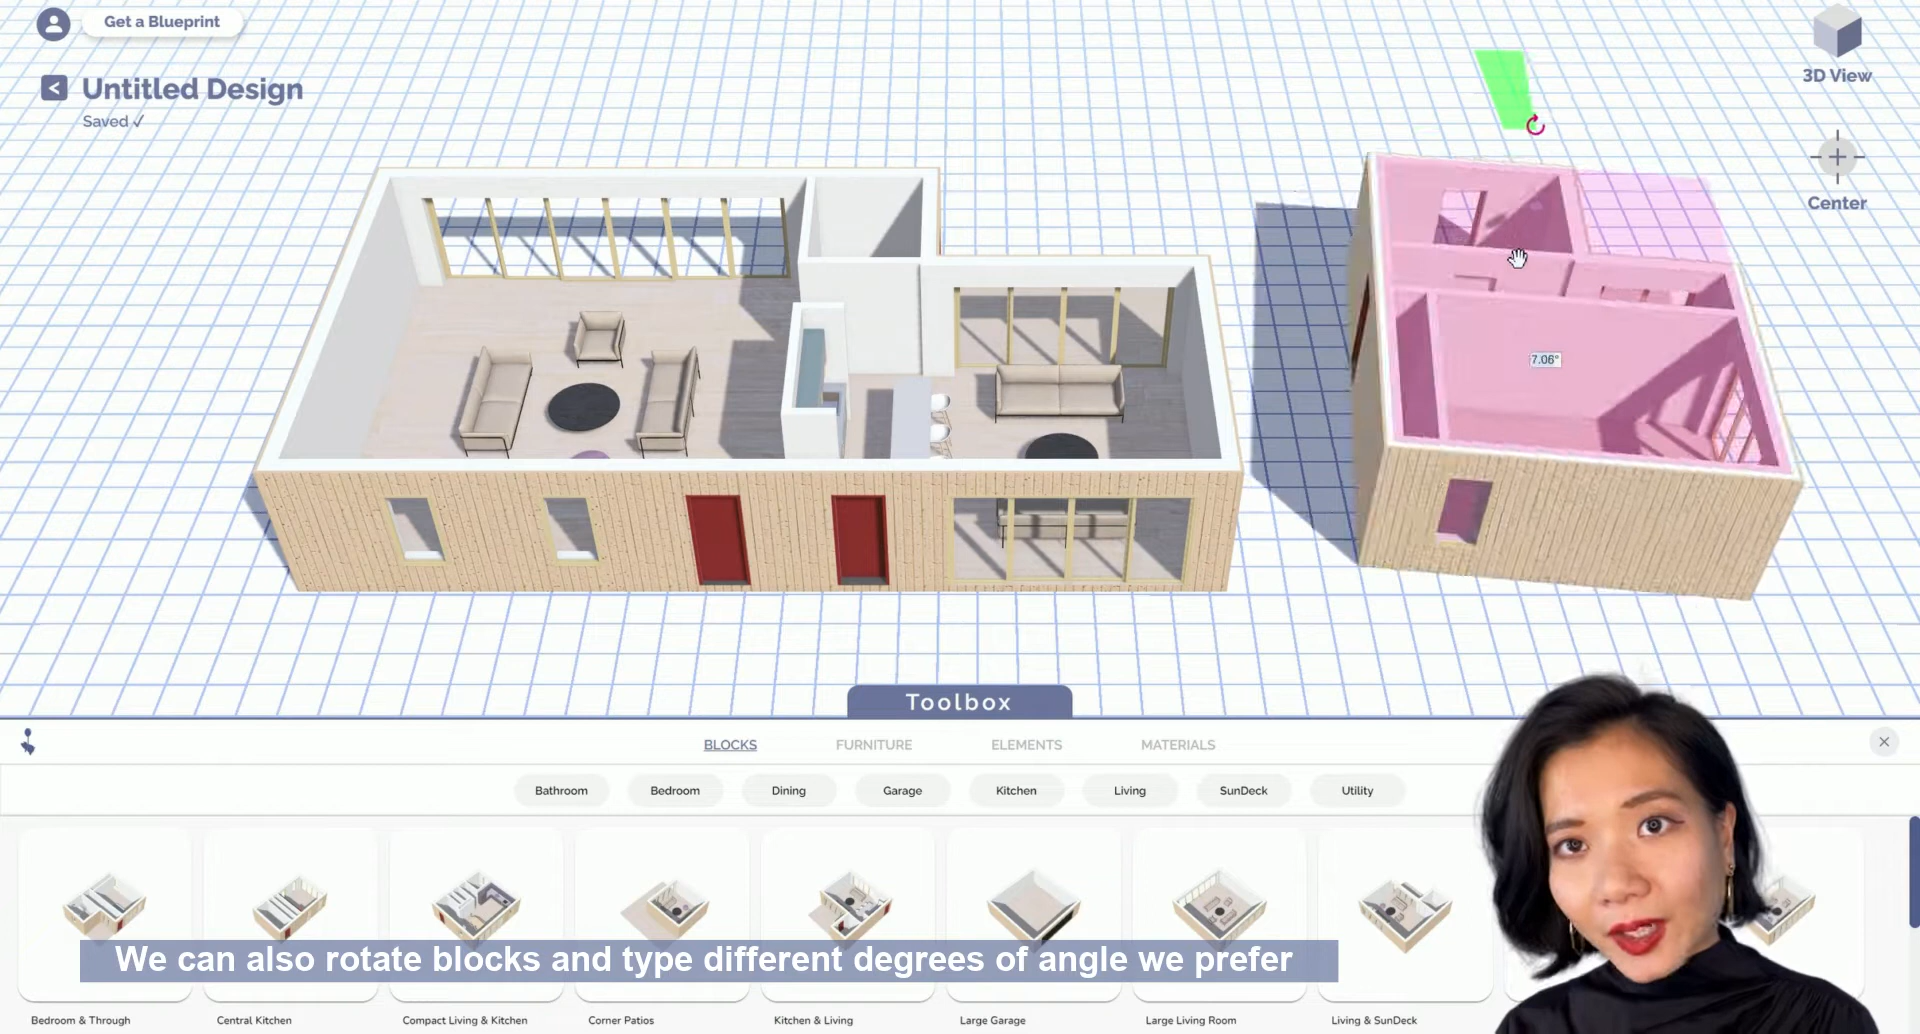 Get a Blueprint
3D View
Untitled Design
Saved ✓
Center
7.06°
Toolbox
BLOCKS FURNITURE ELEMENTS MATERIALS
Bathroom Bedroom Dining Garage Kitchen Living SunDeck Utility
We can also rotate blocks and type different degrees of angle we prefer
Bedroom & Through Central Kitchen Compact Living & Kitchen Corner Patios Kitchen & Living Large Garage Large Living Room Living & SunDeck